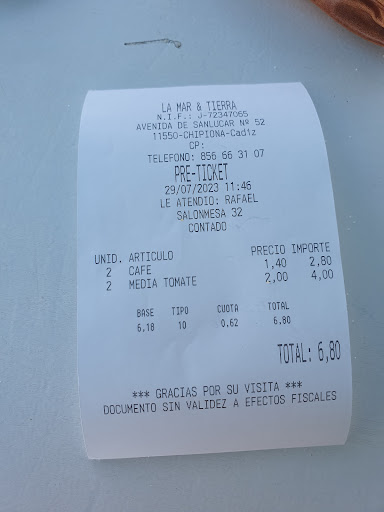 LA MAR & TIERRA
N.I.F.: J-72347065
AVENIDA DE SANLUCAR Nº 52
11550-CHIPIONA-Cadiz
CP:
TELEFONO: 856 66 31 07
PRE-TICKET
29/07/2023 11:46
LE ATENDIO: RAFAEL
SALONMESA 32
CONTADO
UNID. ARTICULO PRECIO IMPORTE
2 CAFE 1,40 2,80
2 MEDIA TOMATE 2,00 4,00
BASE TIPO CUOTA TOTAL
6.18 10 0.62 6.80
TOTAL: 6,80
*** GRACIAS POR SU VISITA ***
DOCUMENTO SIN VALIDEZ A EFECTOS FISCALES